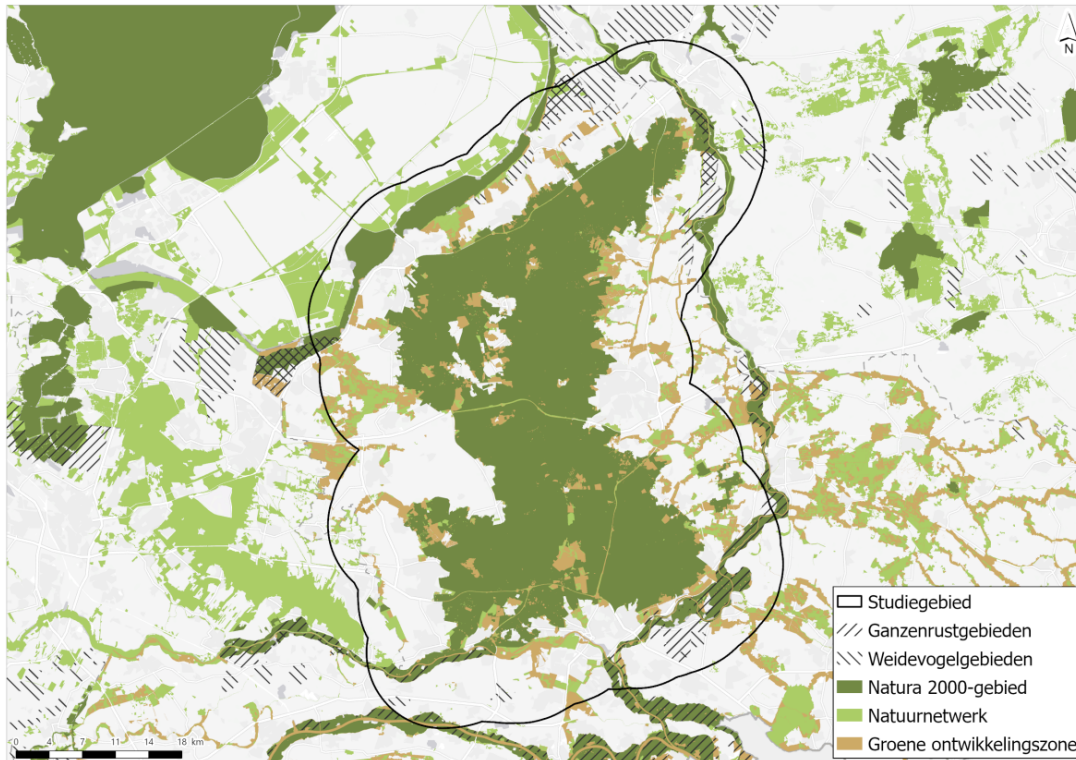 N
Studiegebied
Ganzenrustgebieden
Weidevogelgebieden
Natura 2000-gebied
Natuurnetwerk
Groene ontwikkelingszone
0 4 7 11 14 18 km